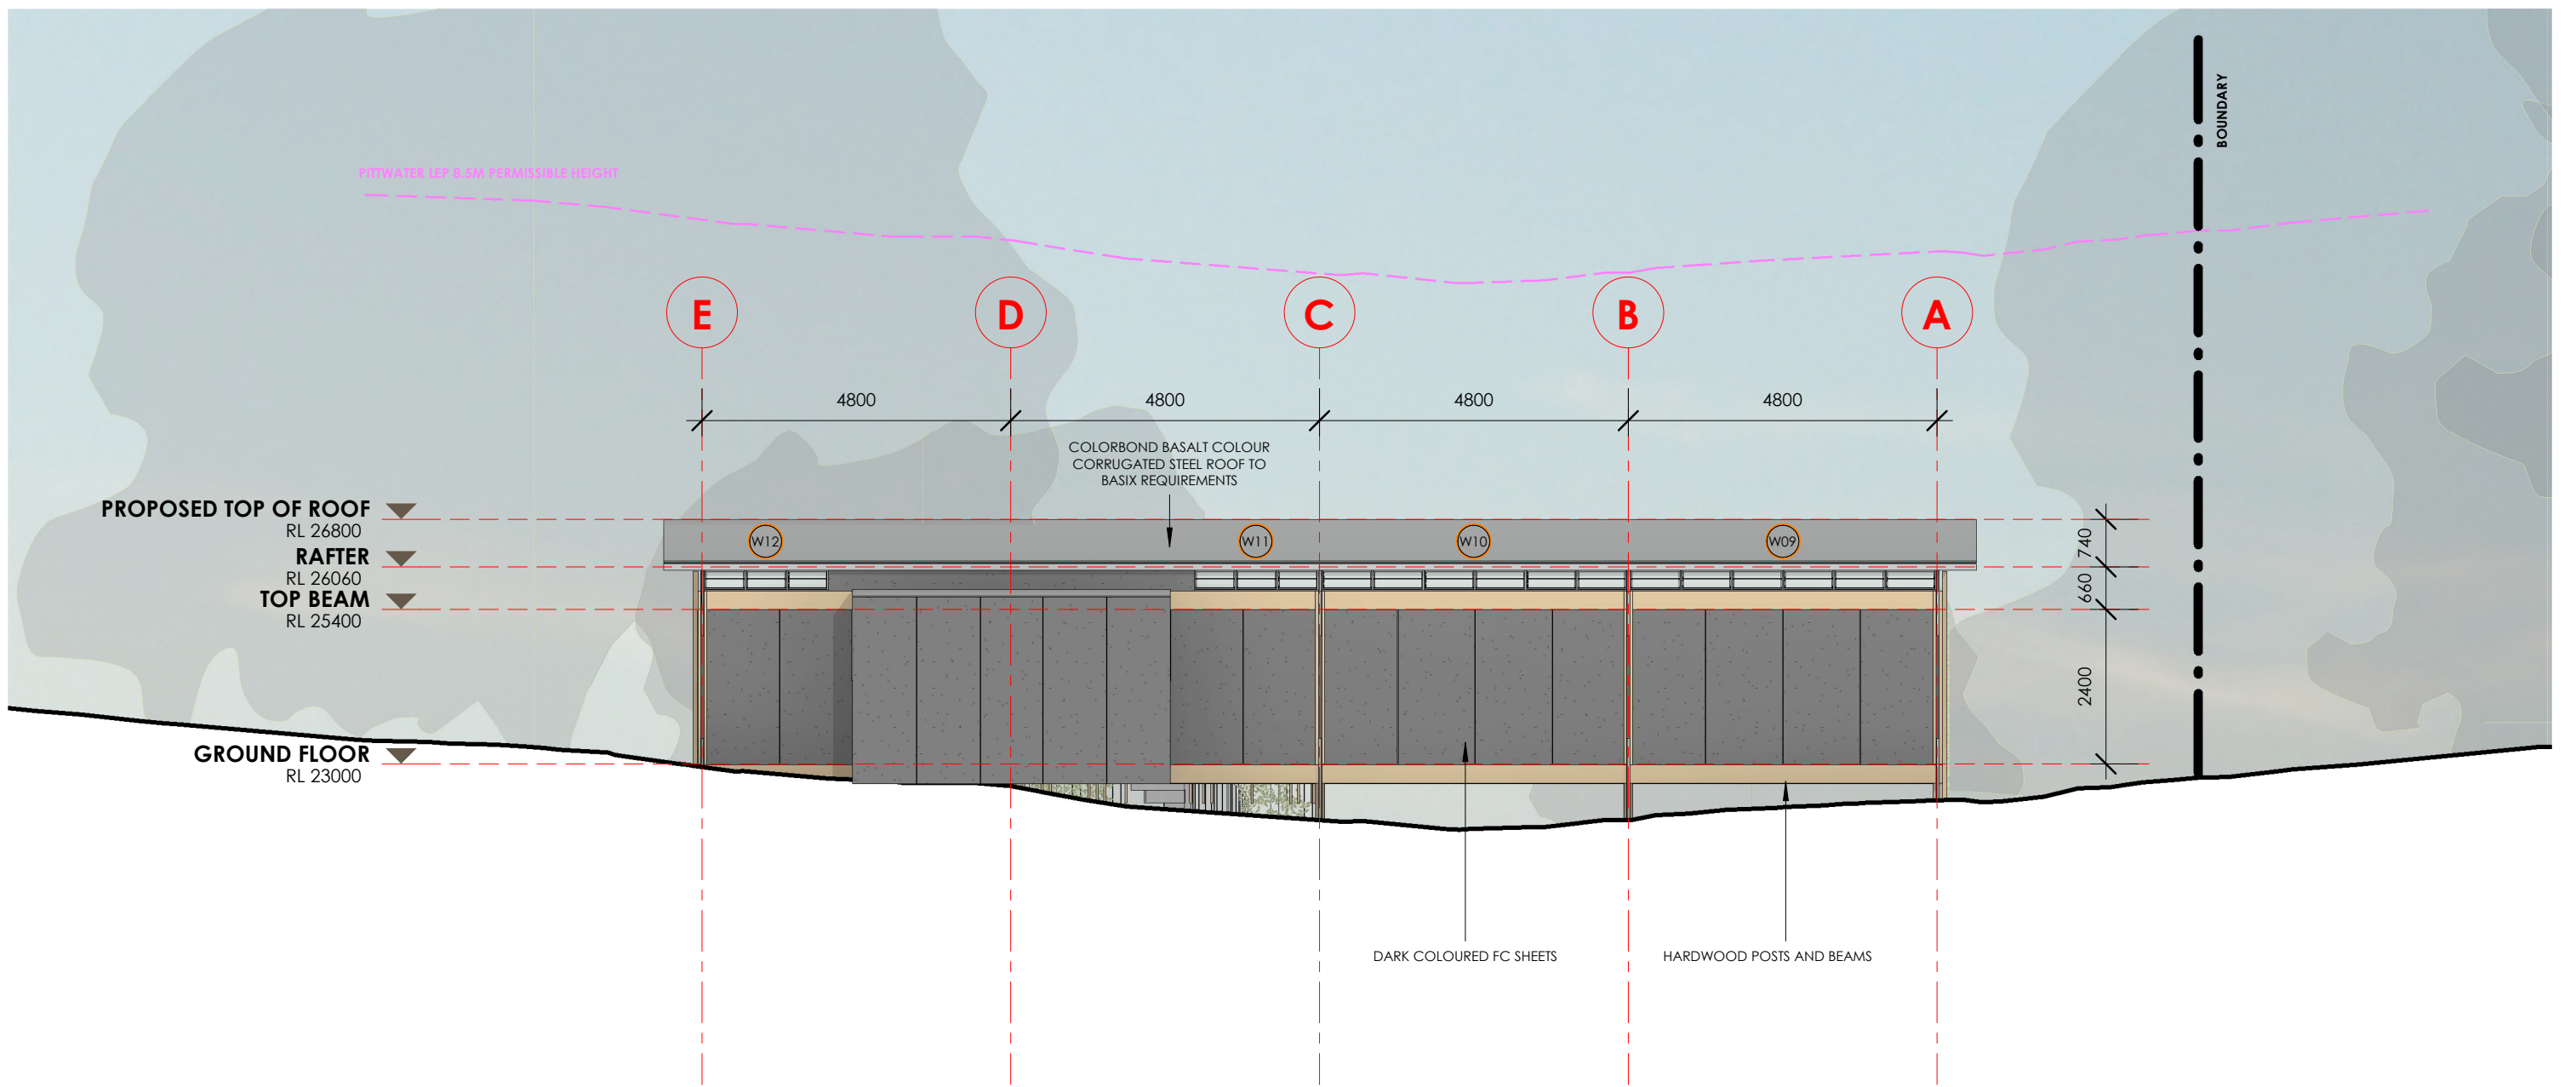 BOUNDARY
PITTWATER LEP 8.5M PERMISSIBLE HEIGHT
E
D
C
B
A
4800
4800
4800
4800
COLORBOND BASALT COLOUR
CORRUGATED STEEL ROOF TO
BASIX REQUIREMENTS
PROPOSED TOP OF ROOF
RL 26800
RAFTER
RL 26060
TOP BEAM
RL 25400
GROUND FLOOR
RL 23000
W12
W11
W10
W09
740
660
2400
DARK COLOURED FC SHEETS
HARDWOOD POSTS AND BEAMS